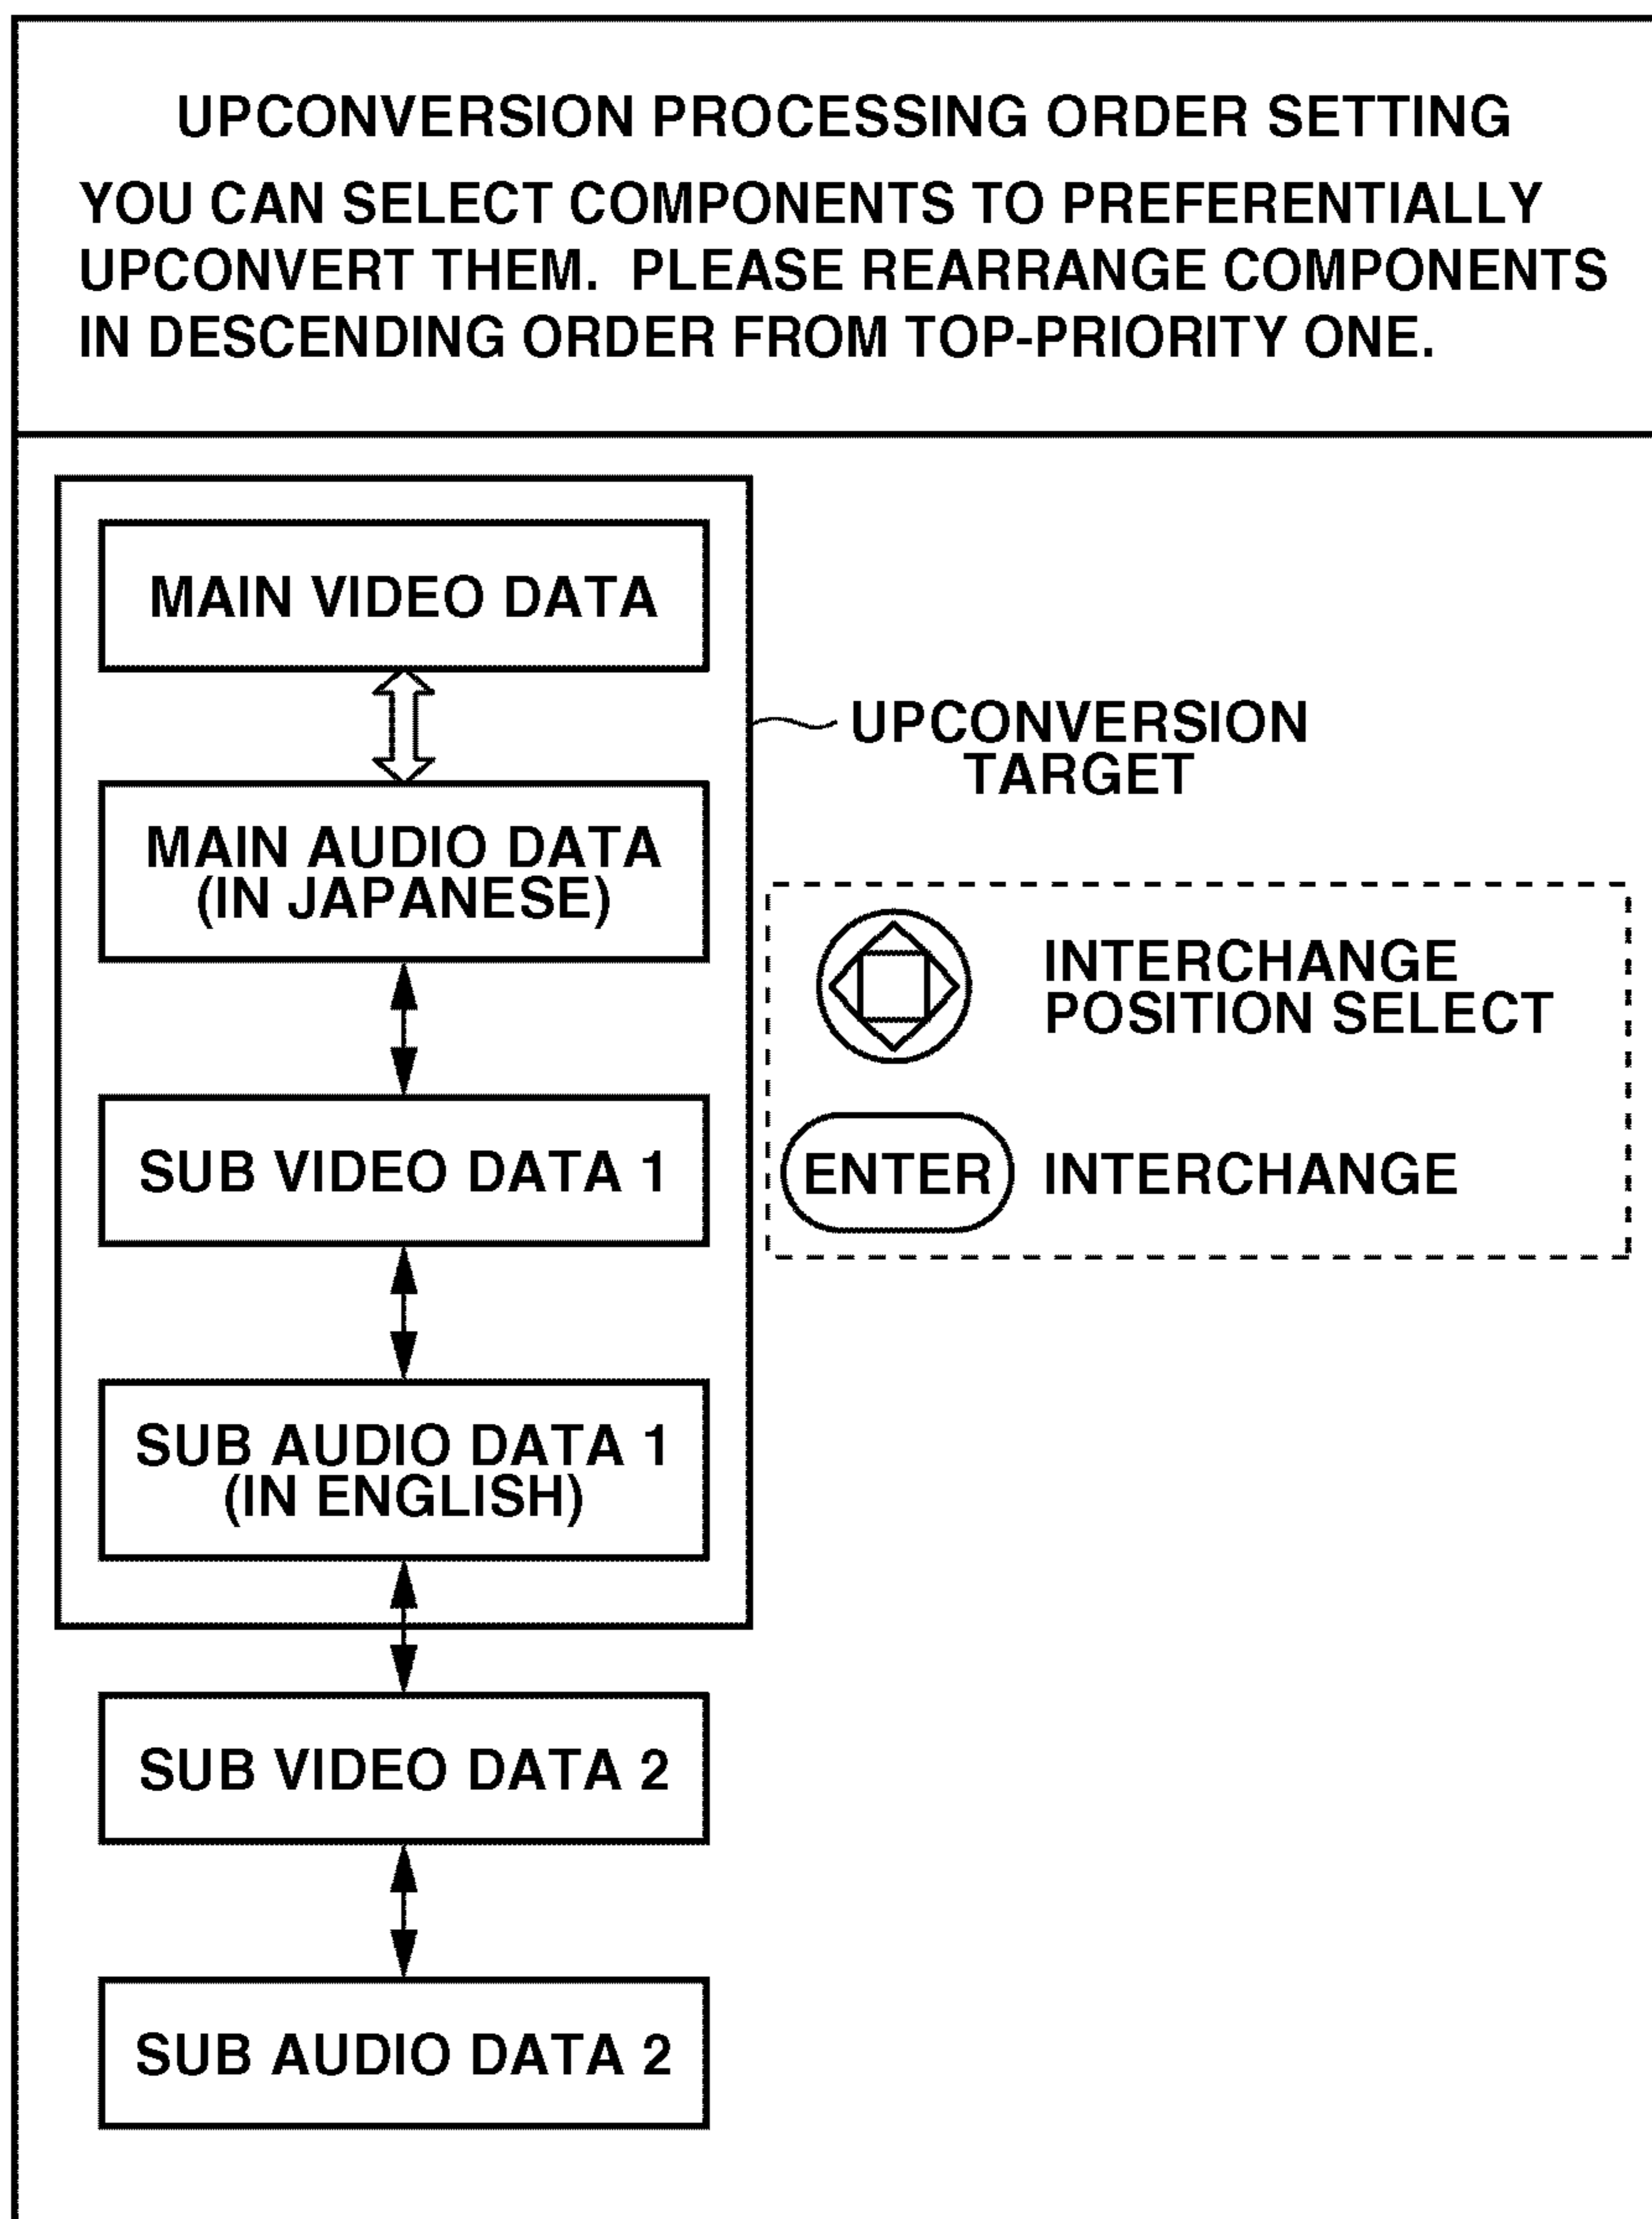 UPCONVERSION PROCESSING ORDER SETTING
YOU CAN SELECT COMPONENTS TO PREFERENTIALLY
UPCONVERT THEM. PLEASE REARRANGE COMPONENTS
IN DESCENDING ORDER FROM TOP-PRIORITY ONE.
MAIN VIDEO DATA
UPCONVERSION
TARGET
MAIN AUDIO DATA
(IN JAPANESE)
INTERCHANGE
POSITION SELECT
SUB VIDEO DATA 1
ENTER INTERCHANGE
SUB AUDIO DATA 1
(IN ENGLISH)
SUB VIDEO DATA 2
SUB AUDIO DATA 2